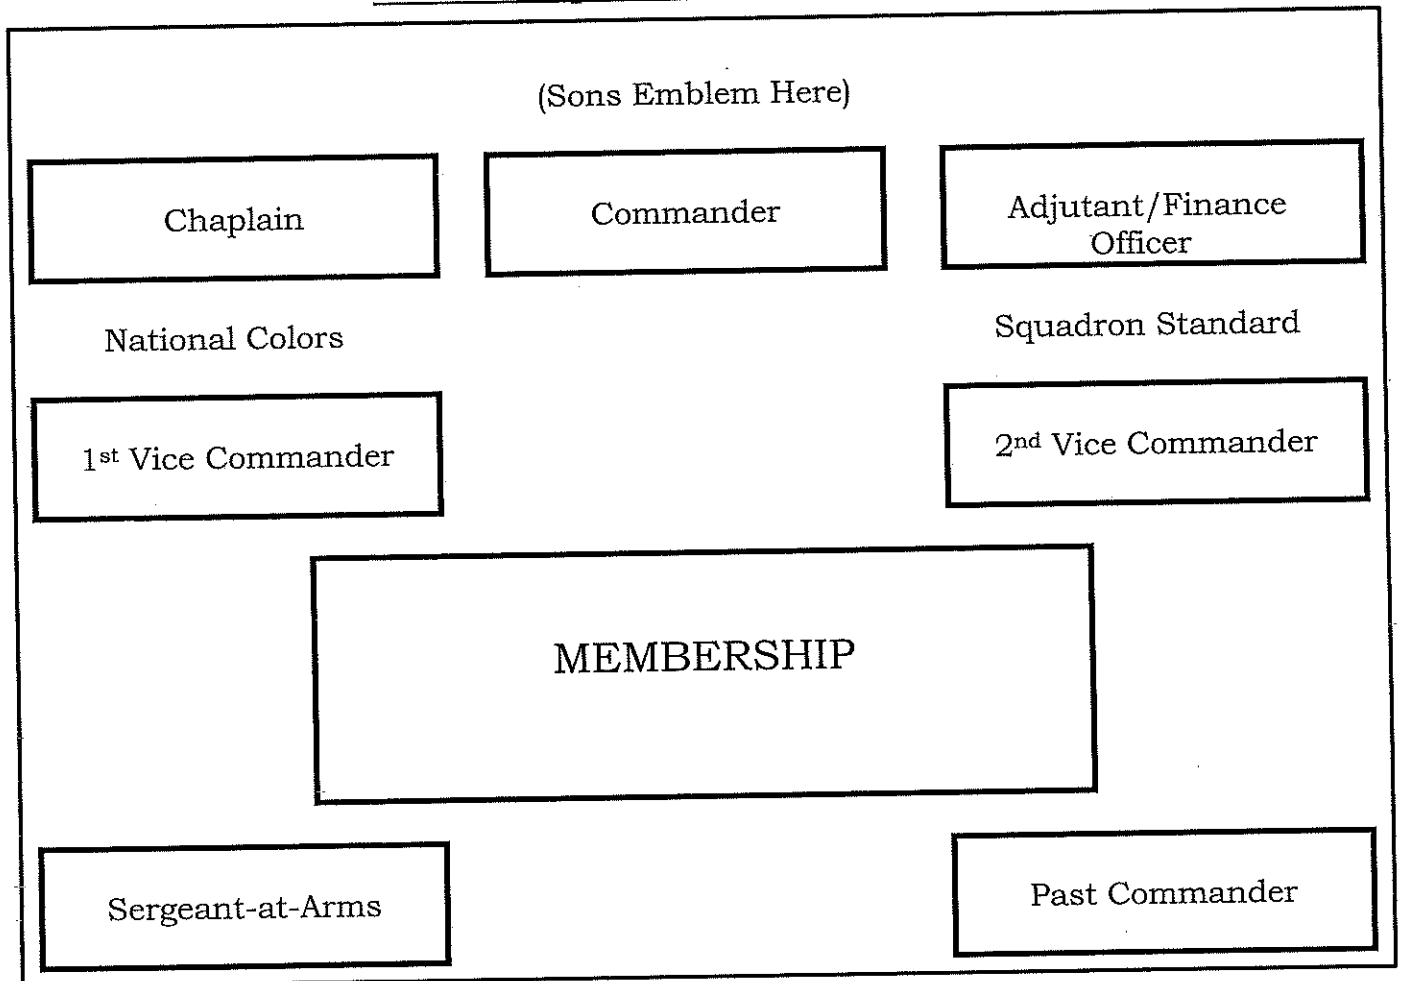 (Sons Emblem Here)
Chaplain
Commander
Adjutant/Finance
Officer
National Colors
Squadron Standard
1st Vice Commander
2nd Vice Commander
MEMBERSHIP
Sergeant-at-Arms
Past Commander